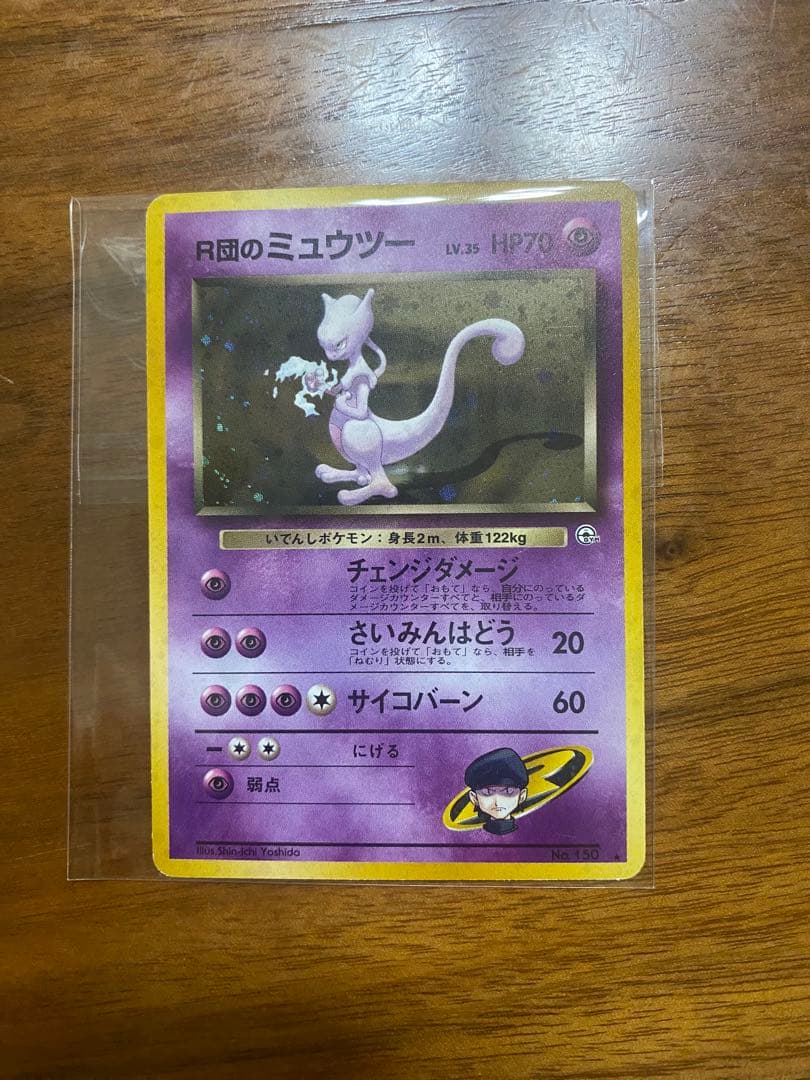 R団のミュウツー LV.35 HP70
いでんしポケモン：身長2m、体重122kg
GYM
チェンジダメージ
コインを投げて「おもて」なら、自分にのっている
ダメージカウンターすべてと、相手にのっているダ
メージカウンターすべてを、取り替える。
さいみんはどう 20
コインを投げて「おもて」なら、相手を
「ねむり」状態にする。
サイコバーン 60
にげる
弱点
R
Illus.Shin-ichi Yoshida No. 150 ★